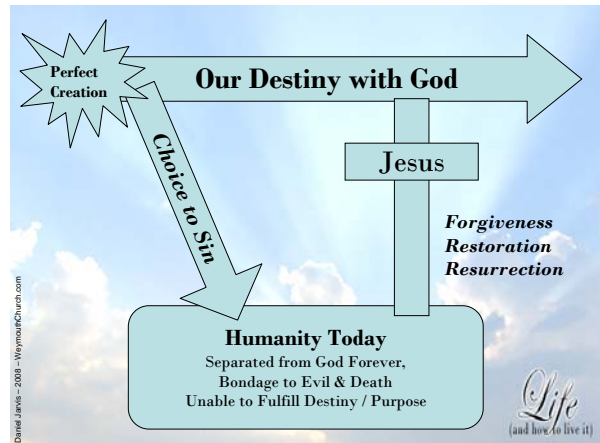 Perfect
Creation
Our Destiny with God
Choice to Sin
Jesus
Forgiveness
Restoration
Resurrection
Humanity Today
Separated from God Forever,
Bondage to Evil & Death
Unable to Fulfill Destiny / Purpose
Daniel Jarvis – 2008 – WeymouthChurch.com
Life
(and how to live it)